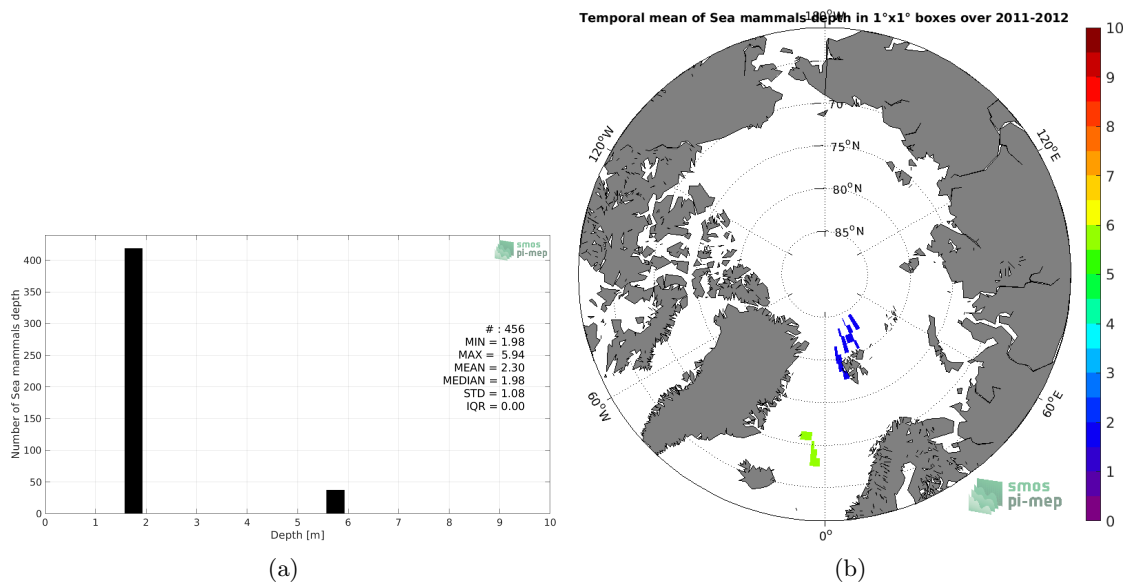 Number of Sea mammals depth
400
350
300
250
200
150
100
50
0
0 1 2 3 4 5 6 7 8 9 10
Depth [m]
smos
pi-mep
# : 456
MIN = 1.98
MAX = 5.94
MEAN = 2.30
MEDIAN = 1.98
STD = 1.08
IQR = 0.00
(a)
Temporal mean of Sea mammals depth in 1°x1° boxes over 2011-2012
180°W
120°W
120°E
70
75°N
80°N
85°N
60°W
60°E
0°
smos
pi-mep
10
9
8
7
6
5
4
3
2
1
0
(b)